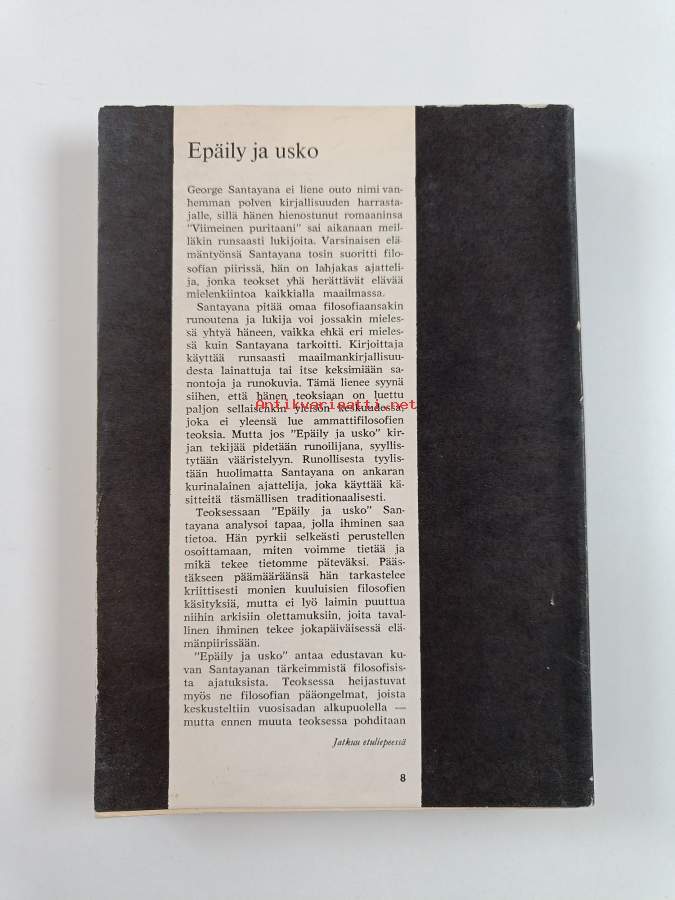 Epäily ja usko
George Santayana ei liene outo nimi van-
hemman polven kirjallisuuden harrasta-
jalle, sillä hänen hienostunut romaaninsa
"Viimeinen puritaani" sai aikanaan meil-
läkin runsaasti lukijoita. Varsinaisen elä-
mäntyönsä Santayana tosin suoritti filo-
sofian piirissä, hän on lahjakas ajatteli-
ja, jonka teokset yhä herättävät elävää
mielenkiintoa kaikkialla maailmassa.
Santayana pitää omaa filosofiaansakin
runoutena ja lukija voi jossakin mieles-
sä yhtyä häneen, vaikka ehkä eri mieles-
sä kuin Santayana tarkoitti. Kirjoittaja
käyttää runsaasti maailmankirjallisuu-
desta lainattuja tai itse keksimiään sa-
nontoja ja runokuvia. Tämä lienee syynä
siihen, että hänen teoksiaan on luettu
paljon sellaisenkin yleisön keskuudessa,
Antikvariaatti.net
joka ei yleensä lue ammattifilosofien
teoksia. Mutta jos "Epäily ja usko" kir-
jan tekijää pidetään runoilijana, syyllis-
tytään vääristelyyn. Runollisesta tyylis-
tään huolimatta Santayana on ankaran
kurinalainen ajattelija, joka käyttää kä-
sitteitä täsmällisen traditionaalisesti.
Teoksessaan "Epäily ja usko" San-
tayana analysoi tapaa, jolla ihminen saa
tietoa. Hän pyrkii selkeästi perustellen
osoittamaan, miten voimme tietää ja
mikä tekee tietomme päteväksi. Pääs-
täkseen päämääräänsä hän tarkastelee
kriittisesti monien kuuluisien filosofien
käsityksiä, mutta ei lyö laimin puuttua
niihin arkisiin olettamuksiin, joita taval-
linen ihminen tekee jokapäiväisessä elä-
mänpiirissään.
"Epäily ja usko" antaa edustavan ku-
van Santayanan tärkeimmistä filosofisis-
ta ajatuksista. Teoksessa heijastuvat
myös ne filosofian pääongelmat, joista
keskusteltiin vuosisadan alkupuolella —
mutta ennen muuta teoksessa pohditaan
Jatkuu etuliepeessä
8